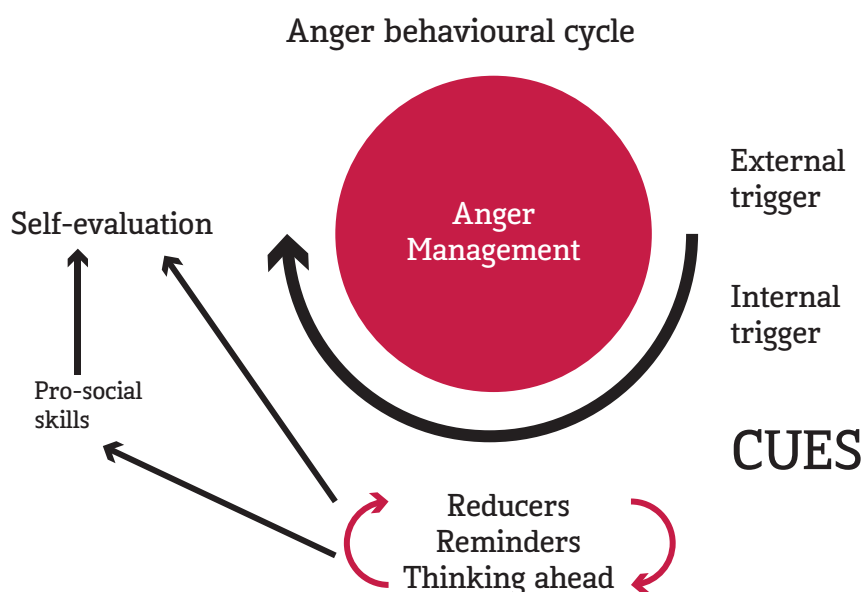 Anger behavioural cycle
External
trigger
Anger
Management
Self-evaluation
Internal
trigger
Pro-social
skills
CUES
Reducers
Reminders
Thinking ahead